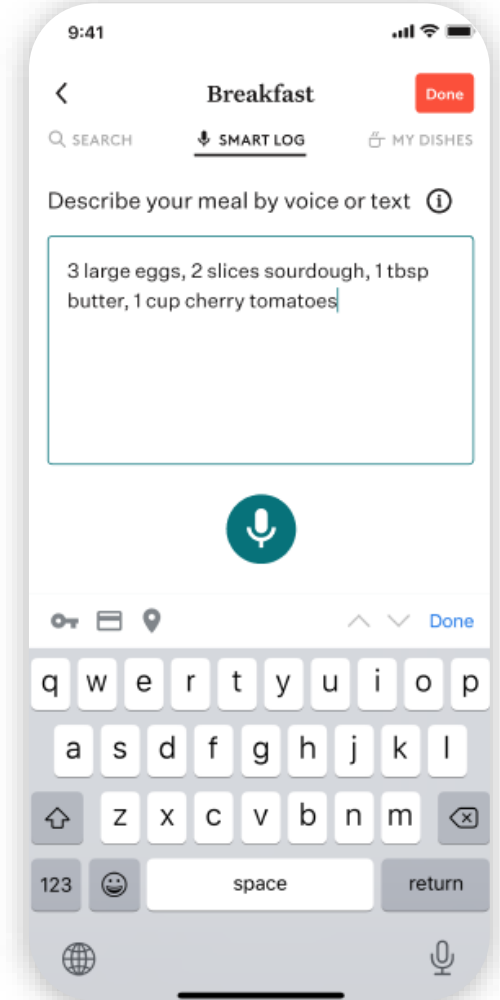 9:41
Breakfast
Done
SEARCH
SMART LOG
MY DISHES
Describe your meal by voice or text
3 large eggs, 2 slices sourdough, 1 tbsp
butter, 1 cup cherry tomatoes
Done
q w e r t y u i o p
a s d f g h j k l
z x c v b n m
123 space return